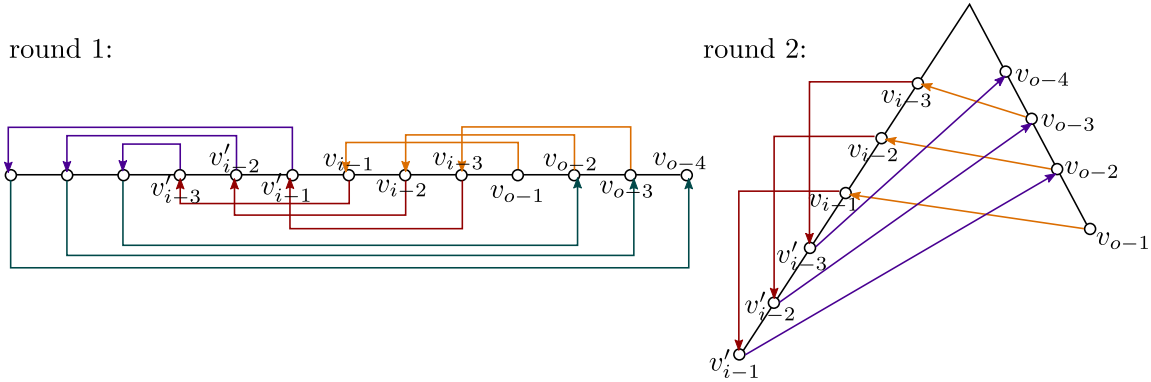 round 1:
v'_{i-3}
v'_{i-2}
v'_{i-1}
v_{i-1}
v_{i-2}
v_{i-3}
v_{o-1}
v_{o-2}
v_{o-3}
v_{o-4}
round 2:
v_{o-4}
v_{i-3}
v_{o-3}
v_{i-2}
v_{o-2}
v_{i-1}
v_{o-1}
v'_{i-3}
v'_{i-2}
v'_{i-1}